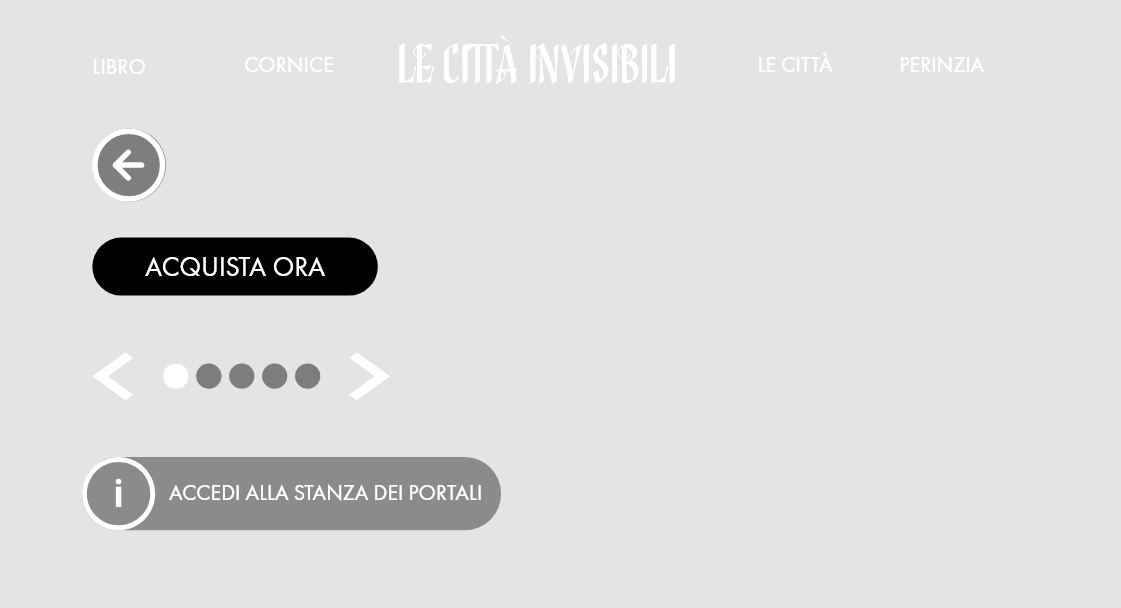 LIBRO CORNICE LE CITTÀ INVISIBILI LE CITTÀ PERINZIA
ACQUISTA ORA
i ACCEDI ALLA STANZA DEI PORTALI